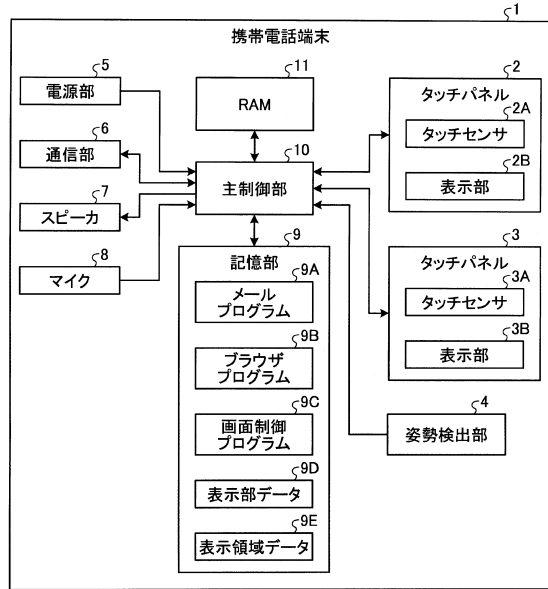 1
携帯電話端末
5
電源部
6
通信部
7
スピーカ
8
マイク
11
RAM
10
主制御部
9
記憶部
9A
メール
プログラム
9B
ブラウザ
プログラム
9C
画面制御
プログラム
9D
表示部データ
9E
表示領域データ
2
タッチパネル
2A
タッチセンサ
2B
表示部
3
タッチパネル
3A
タッチセンサ
3B
表示部
4
姿勢検出部